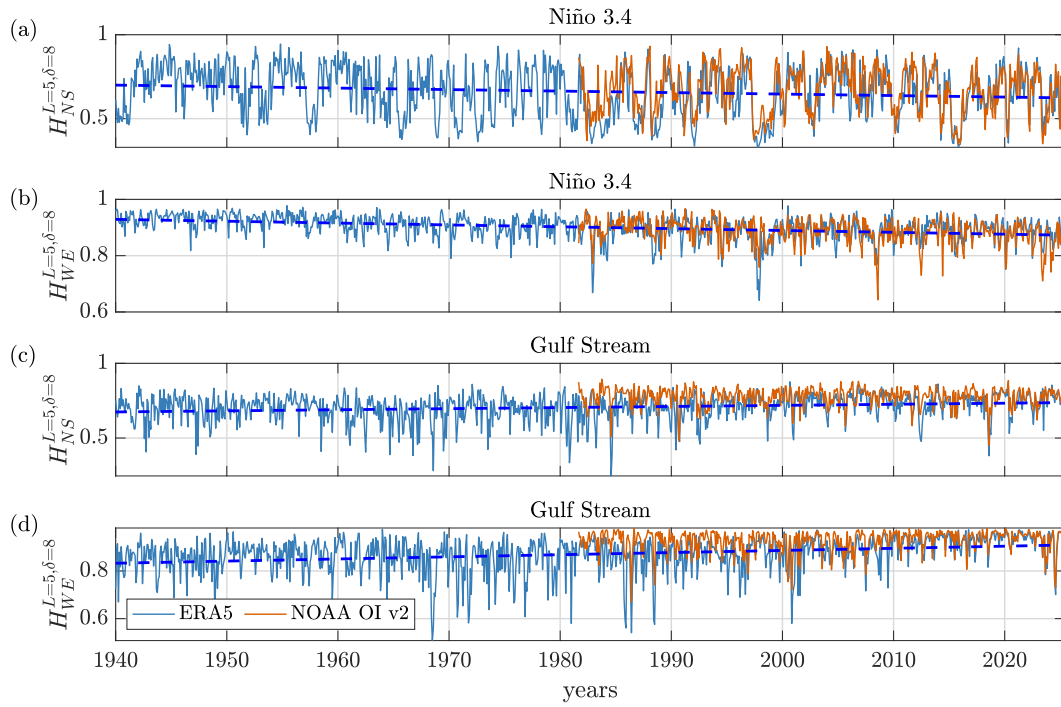 (a)
Niño 3.4
1
0.5
H_{NS}^{L=5,δ=8}
(b)
Niño 3.4
1
0.8
0.6
H_{WE}^{L=5,δ=8}
(c)
Gulf Stream
1
0.5
H_{NS}^{L=5,δ=8}
(d)
Gulf Stream
0.8
0.6
H_{WE}^{L=5,δ=8}
ERA5 NOAA OI v2
1940 1950 1960 1970 1980 1990 2000 2010 2020
years